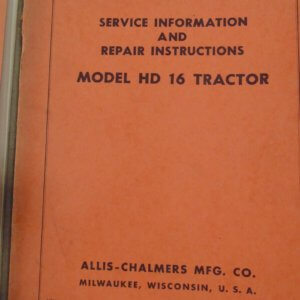 SERVICE INFORMATION
AND
REPAIR INSTRUCTIONS
MODEL HD 16 TRACTOR
ALLIS-CHALMERS MFG. CO.
MILWAUKEE, WISCONSIN, U. S. A.